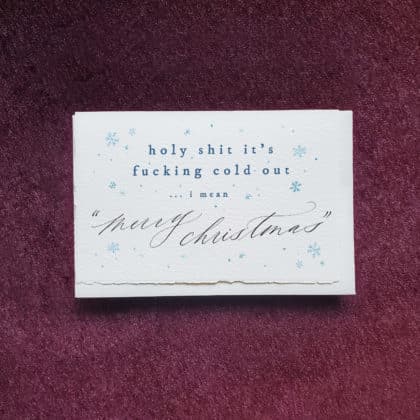 holy shit it's
fucking cold out
...i mean
"merry
christmas"